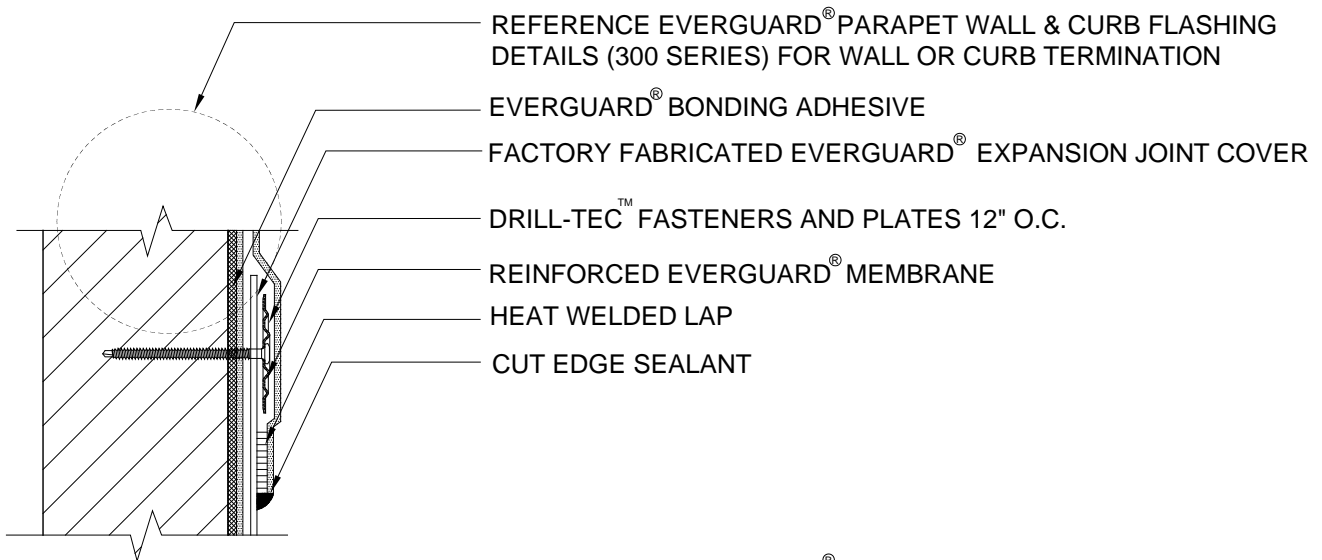 REFERENCE EVERGUARD® PARAPET WALL & CURB FLASHING
DETAILS (300 SERIES) FOR WALL OR CURB TERMINATION
EVERGUARD® BONDING ADHESIVE
FACTORY FABRICATED EVERGUARD® EXPANSION JOINT COVER
DRILL-TEC™ FASTENERS AND PLATES 12" O.C.
REINFORCED EVERGUARD® MEMBRANE
HEAT WELDED LAP
CUT EDGE SEALANT
®